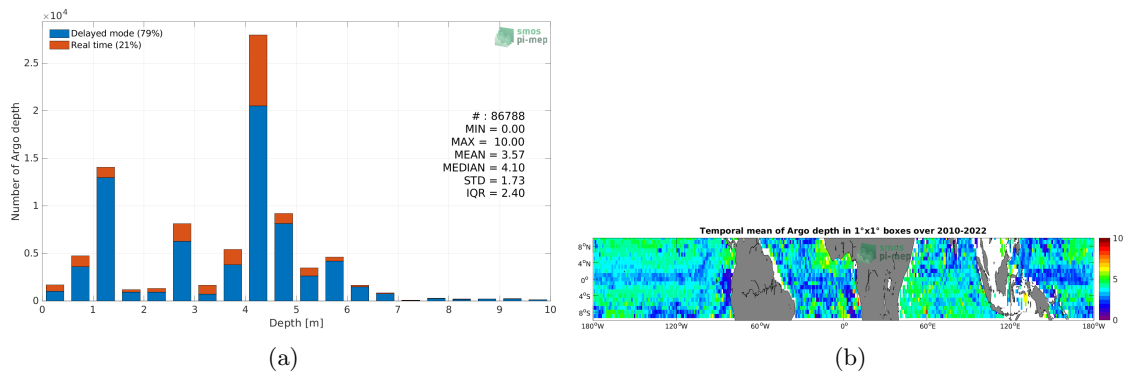 ×10⁴
Delayed mode (79%)
Real time (21%)
smos
pi-mep
2.5
2
1.5
1
0.5
0
Number of Argo depth
# : 86788
MIN = 0.00
MAX = 10.00
MEAN = 3.57
MEDIAN = 4.10
STD = 1.73
IQR = 2.40
0 1 2 3 4 5 6 7 8 9 10
Depth [m]
(a)
Temporal mean of Argo depth in 1°x1° boxes over 2010-2022
smos
pi-mep
8°N
4°N
0°
4°S
8°S
180°W 120°W 60°W 0° 60°E 120°E 180°W
10
5
0
(b)